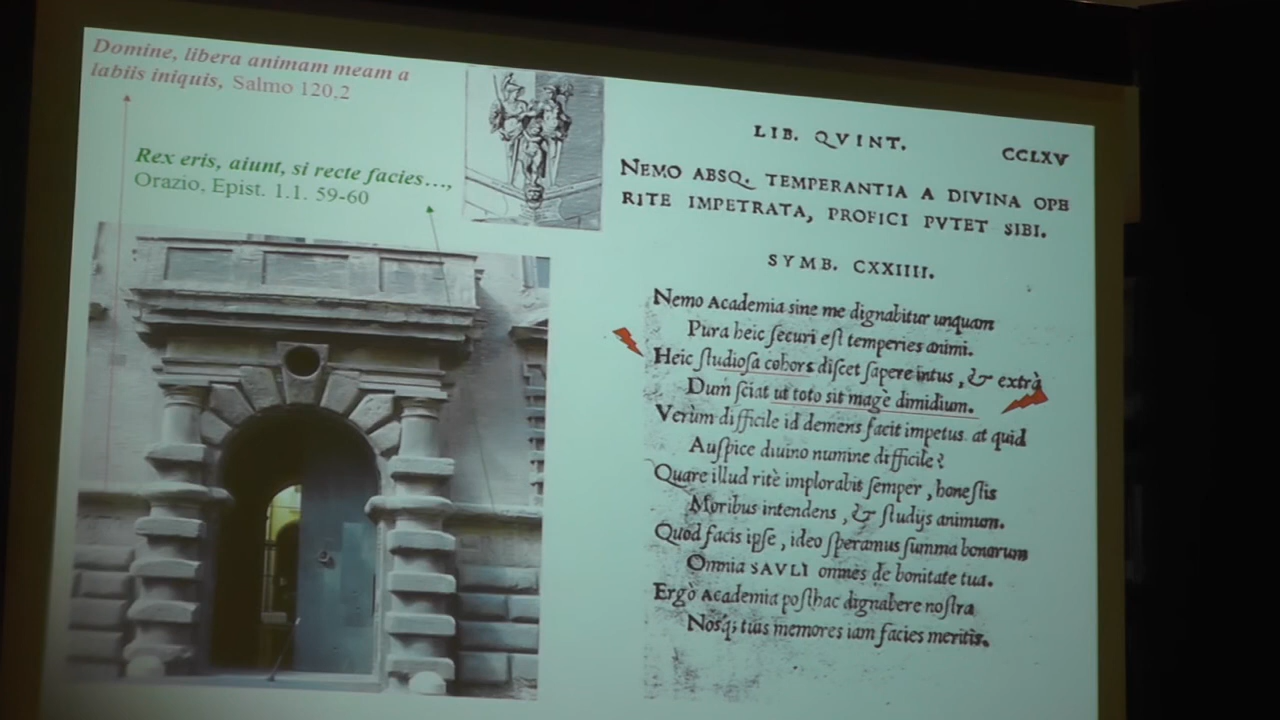 Domine, libera animam meam a
labiis iniquis, Salmo 120,2
Rex eris, aiunt, si recte facies...,
Orazio, Epist. 1.1. 59-60
LIB. QVINT.
CCLXV
NEMO ABSQ. TEMPERANTIA A DIVINA OPE
RITE IMPETRATA, PROFICI PVTET SIBI.
SYMB. CXXIIII.
Nemo Academia sine me dignabitur unquam
Pura heic securi est temperies animi.
Heic studiosa cohors discet sapere intus, & extrà
Dum sciat ut toto sit magè dimidium.
Verùm difficile id demens facit impetus. at quid
Auspice diuino numine difficile?
Quare illud ritè implorabit semper, honestis
Moribus intendens, & studijs animum.
Quod facis ipse, ideo speramus summa bonorum
Omnia SAVLI omnes de bonitate tua.
Ergò Academia posthac dignabere nostra
Nosq; tuis memores iam facies meritis.